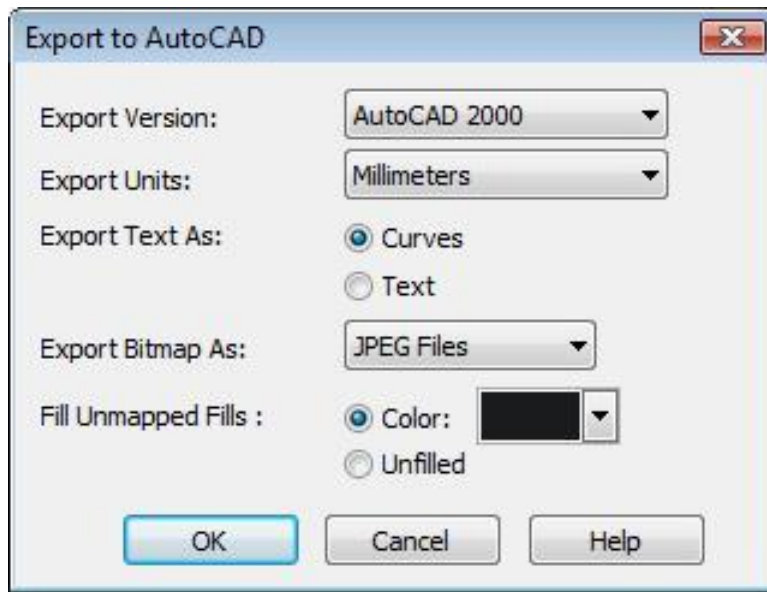 Export to AutoCAD
Export Version: AutoCAD 2000
Export Units: Millimeters
Export Text As: Curves
Text
Export Bitmap As: JPEG Files
Fill Unmapped Fills : Color:
Unfilled
OK Cancel Help